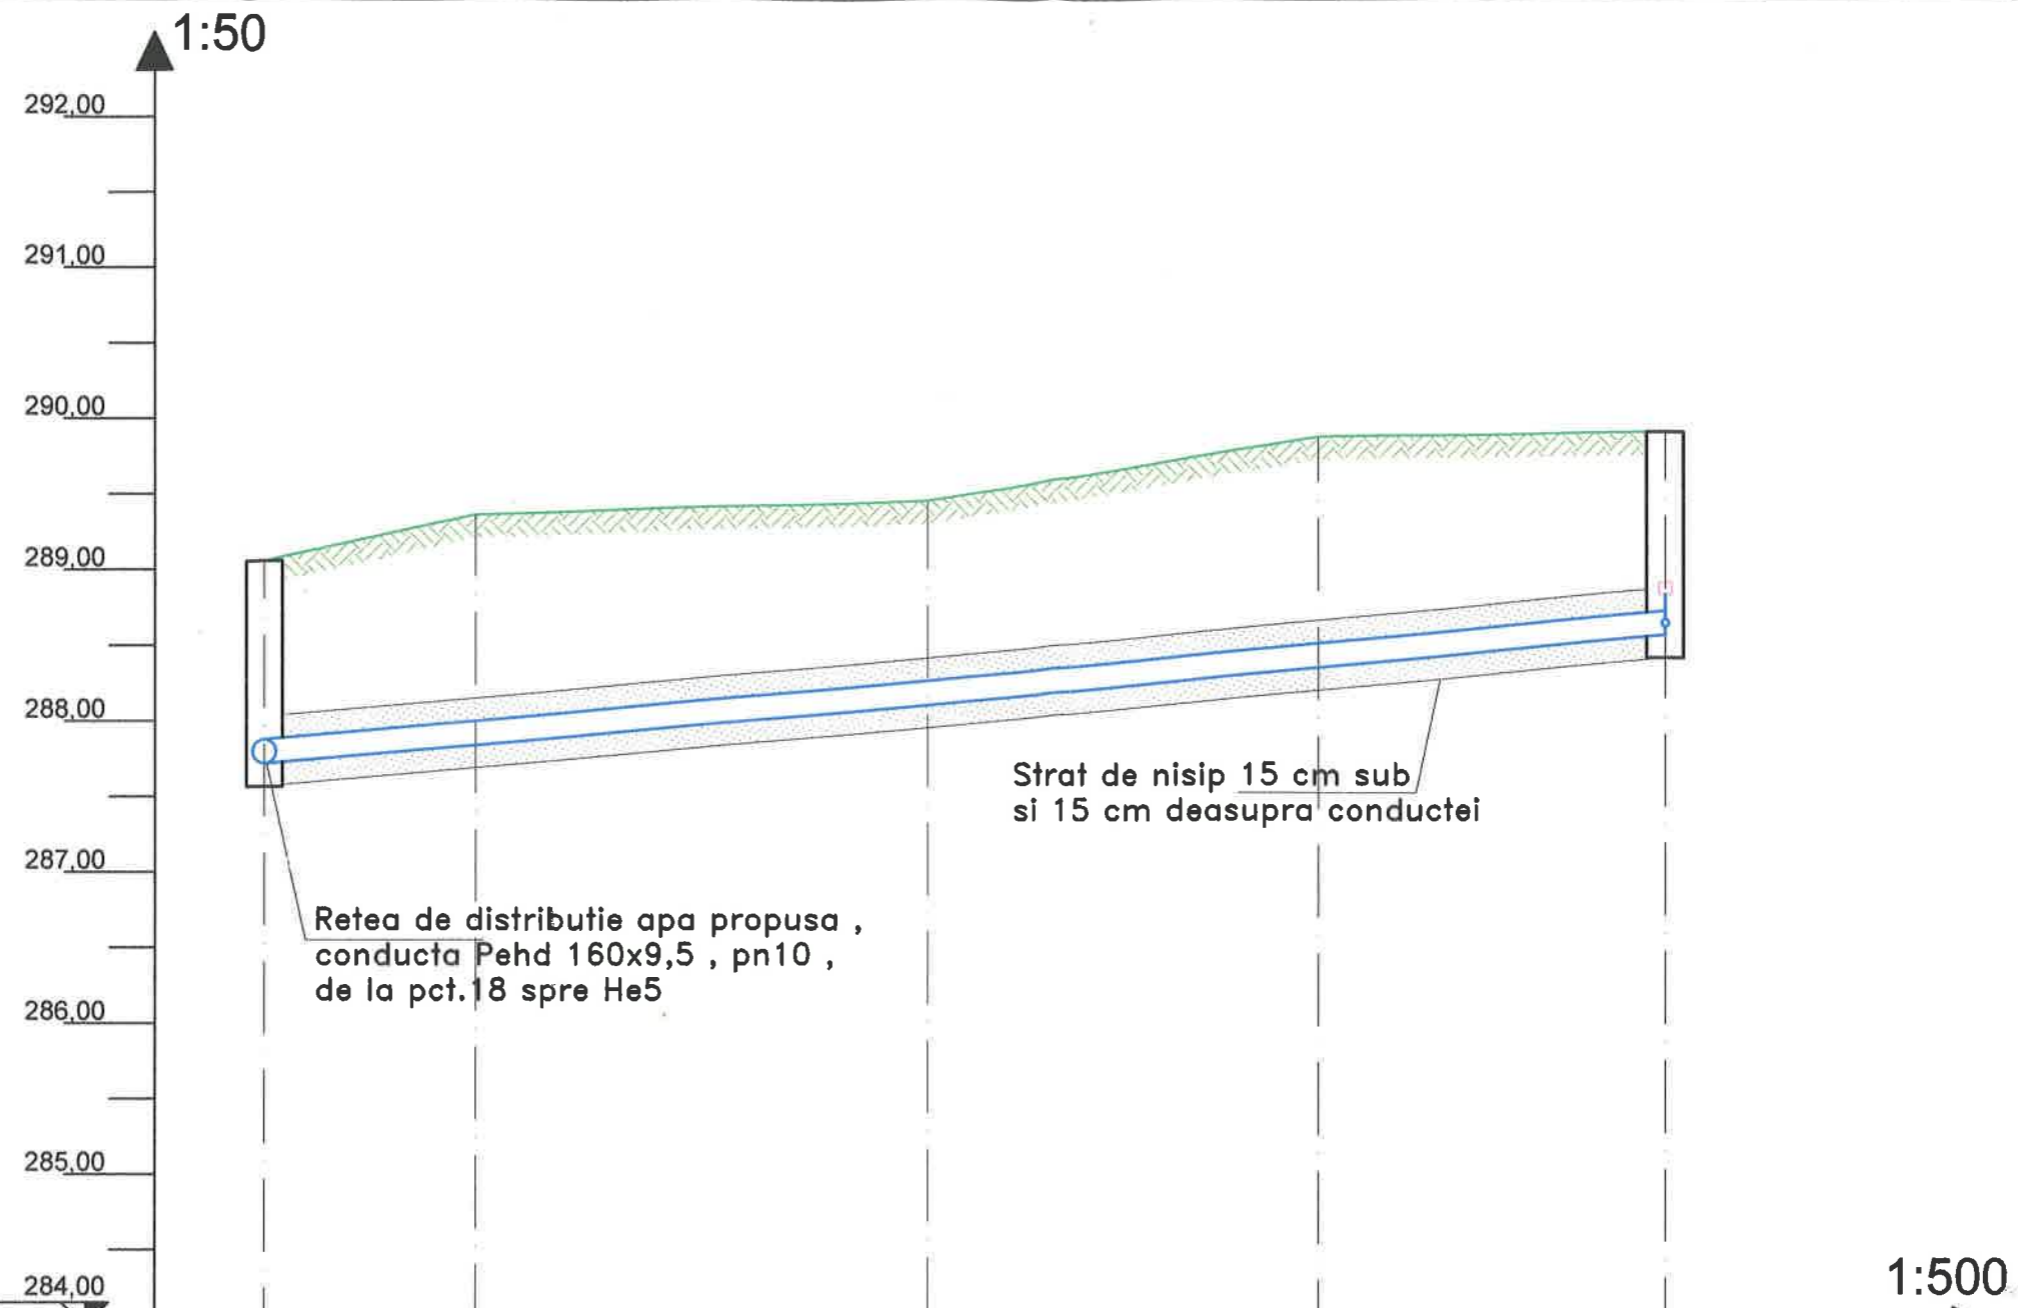 1:50
292,00
291,00
290,00
289,00
288,00
287,00
286,00
285,00
284,00
Strat de nisip 15 cm sub
si 15 cm deasupra conductei
Retea de distributie apa propusa ,
conducta Pehd 160x9,5 , pn10 ,
de la pct.18 spre He5
1:500